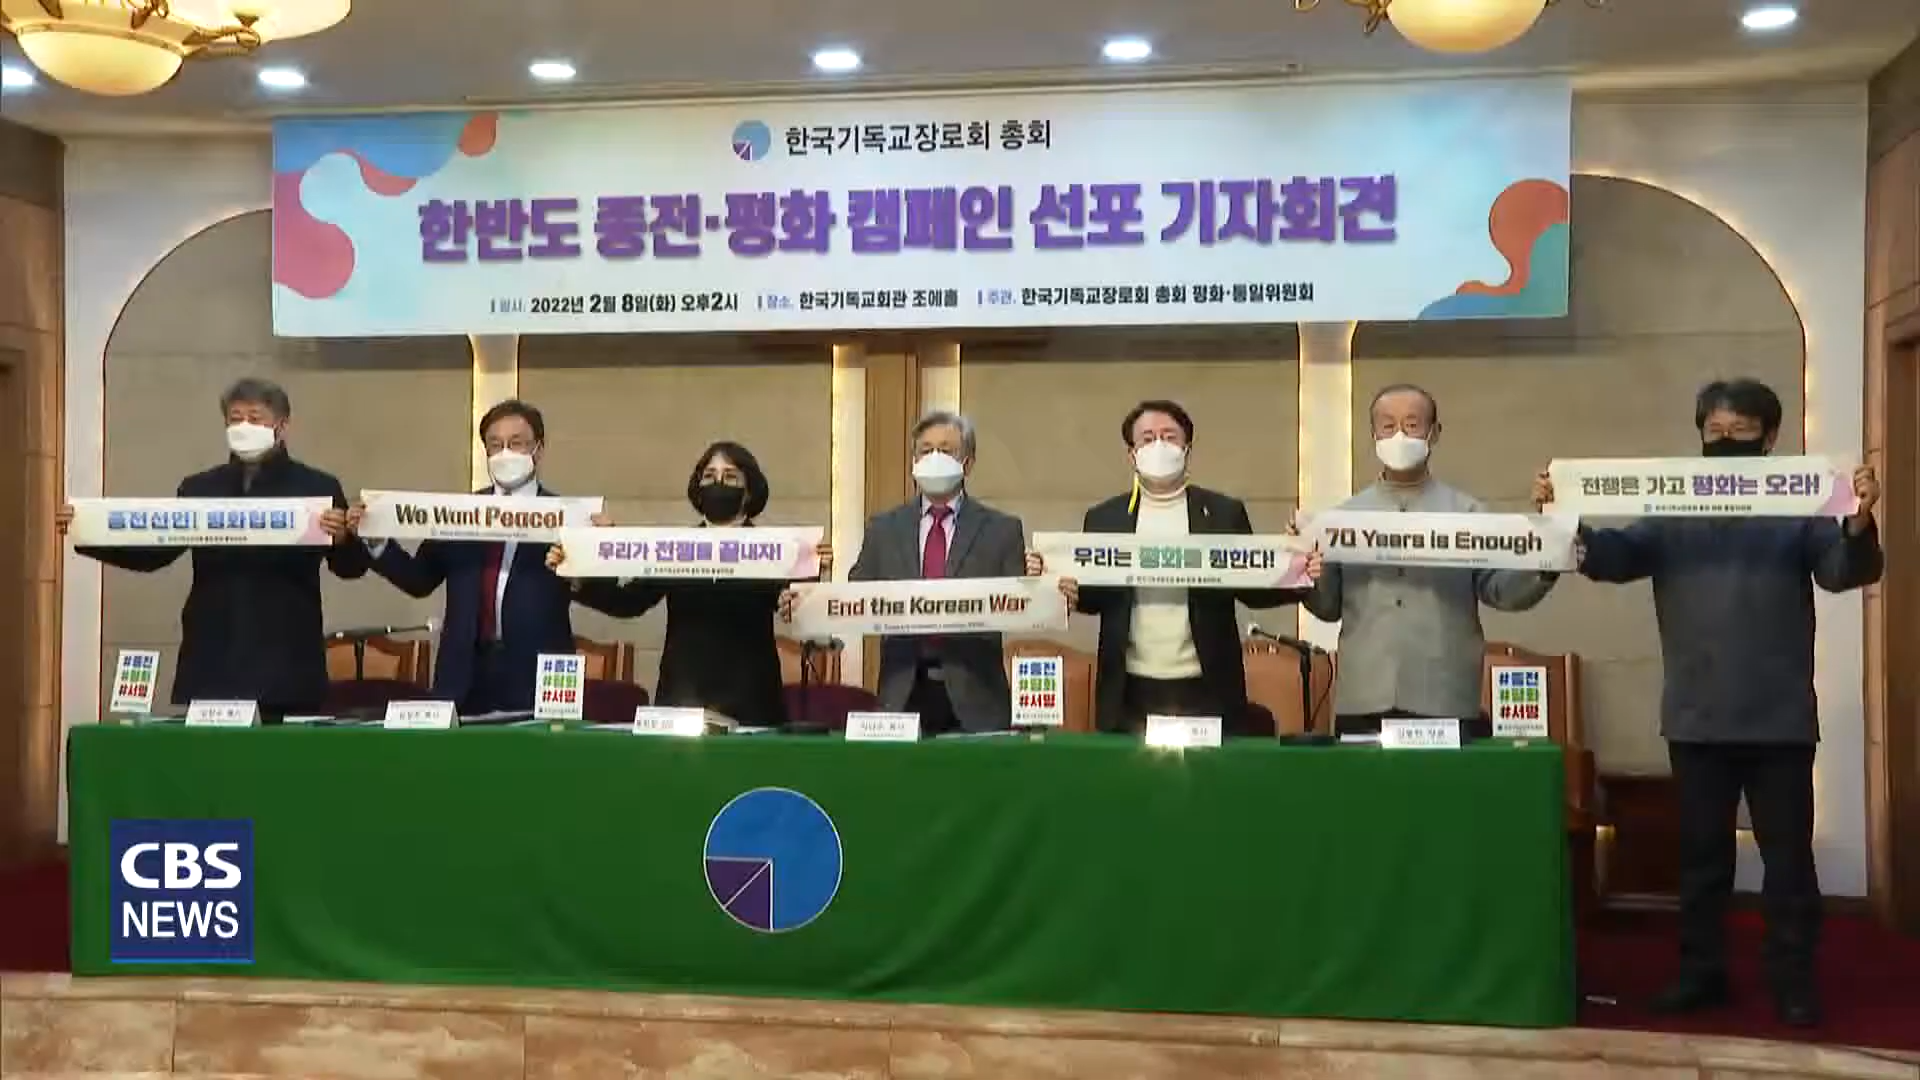 한국기독교장로회 총회
한반도 종전·평화 캠페인 선포 기자회견
일시. 2022년 2월 8일(화) 오후2시 장소. 한국기독교회관 조에홀 주관. 한국기독교장로회 총회 평화·통일위원회
종전선언! 평화협정!
We Want Peace!
우리가 전쟁을 끝내자!
End the Korean War
우리는 평화를 원한다!
70 Years is Enough
전쟁은 가고 평화는 오라!
#종전
#평화
#서명
#종전
#평화
#서명
#종전
#평화
#서명
#종전
#평화
#서명
CBS
NEWS